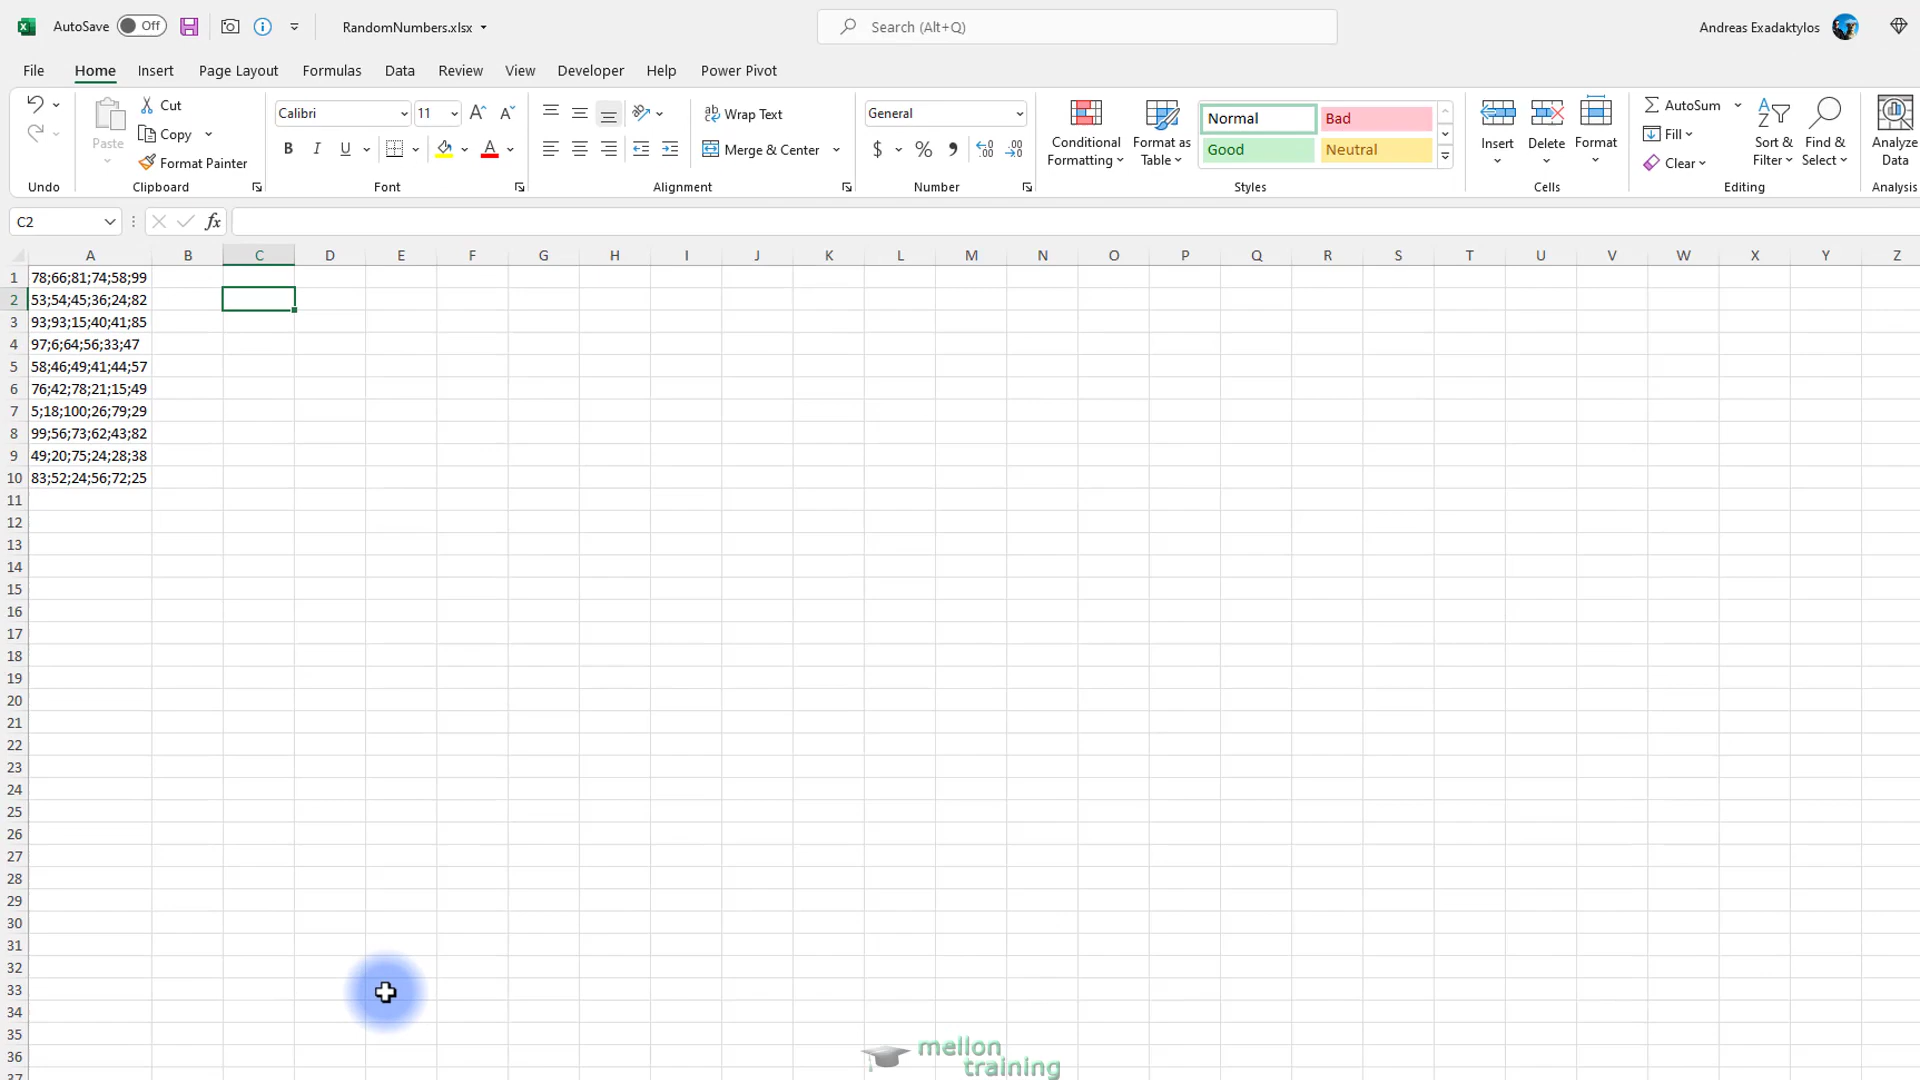 AutoSave Off RandomNumbers.xlsx Search (Alt+Q) Andreas Exadaktylos
File Home Insert Page Layout Formulas Data Review View Developer Help Power Pivot
Paste Cut Copy Format Painter
Calibri 11
B I U A
Wrap Text
Merge & Center
General
$ % 9
Conditional Formatting Format as Table
Normal Bad
Good Neutral
Insert Delete Format
AutoSum
Fill
Clear
Sort & Filter
Find & Select
Analyze Data
Undo Clipboard Font Alignment Number Styles Cells Editing Analysis
C2 fx
A B C D E F G H I J K L M N O P Q R S T U V W X Y Z
1 78;66;81;74;58;99
2 53;54;45;36;24;82
3 93;93;15;40;41;85
4 97;6;64;56;33;47
5 58;46;49;41;44;57
6 76;42;78;21;15;49
7 5;18;100;26;79;29
8 99;56;73;62;43;82
9 49;20;75;24;28;38
10 83;52;24;56;72;25
11
12
13
14
15
16
17
18
19
20
21
22
23
24
25
26
27
28
29
30
31
32
33
34
35
36
37
mellon
training